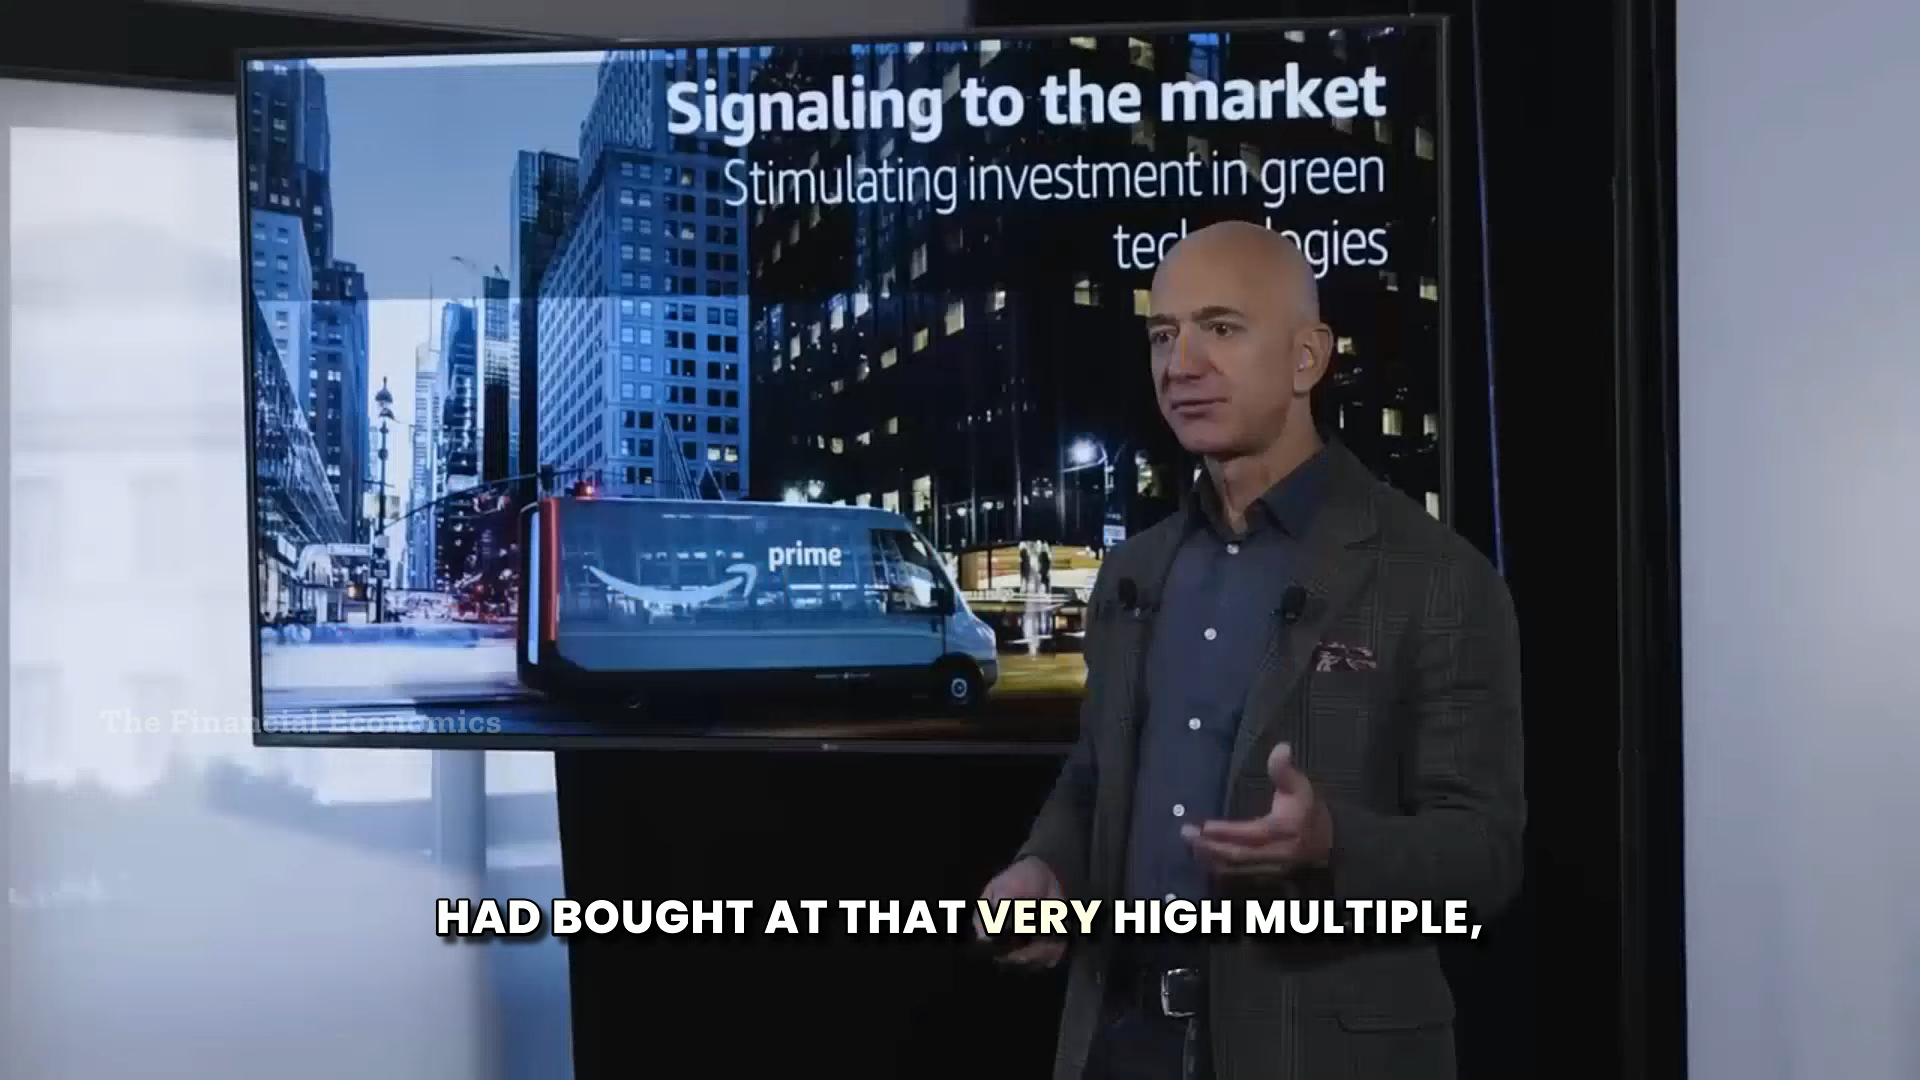 Signaling to the market
Stimulating investment in green
prime
The Financial Economics
HAD BOUGHT AT THAT VERY HIGH MULTIPLE,